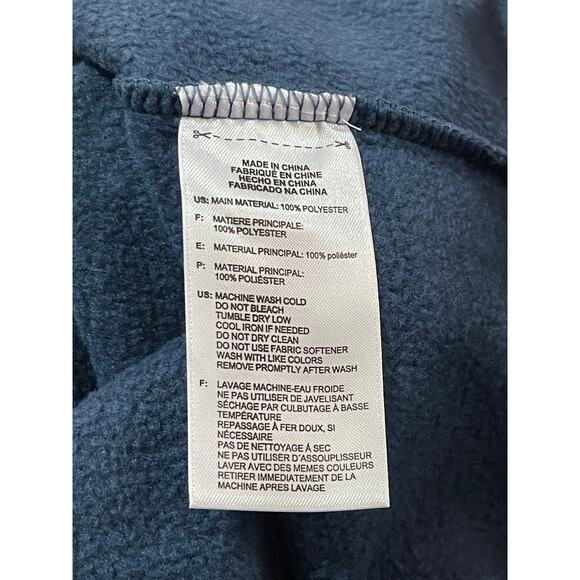 MADE IN CHINA
FABRIQUÉ EN CHINE
HECHO EN CHINA
FABRICADO NA CHINA
US: MAIN MATERIAL: 100% POLYESTER
F: MATIERE PRINCIPALE:
100% POLYESTER
E: MATERIAL PRINCIPAL: 100% poliéster
P: MATERIAL PRINCIPAL:
100% POLIÉSTER
US: MACHINE WASH COLD
DO NOT BLEACH
TUMBLE DRY LOW
COOL IRON IF NEEDED
DO NOT DRY CLEAN
DO NOT USE FABRIC SOFTENER
WASH WITH LIKE COLORS
REMOVE PROMPTLY AFTER WASH
F: LAVAGE MACHINE-EAU FROIDE
NE PAS UTILISER DE JAVELISANT
SÉCHAGE PAR CULBUTAGE À BASSE
TEMPÉRATURE
REPASSAGE À FER DOUX, SI
NÉCESSAIRE
PAS DE NETTOYAGE À SEC
NE PAS UTILISER D'ASSOUPLISSEUR
LAVER AVEC DES MEMES COULEURS
RETIRER IMMEDIATEMENT DE LA
MACHINE APRES LAVAGE